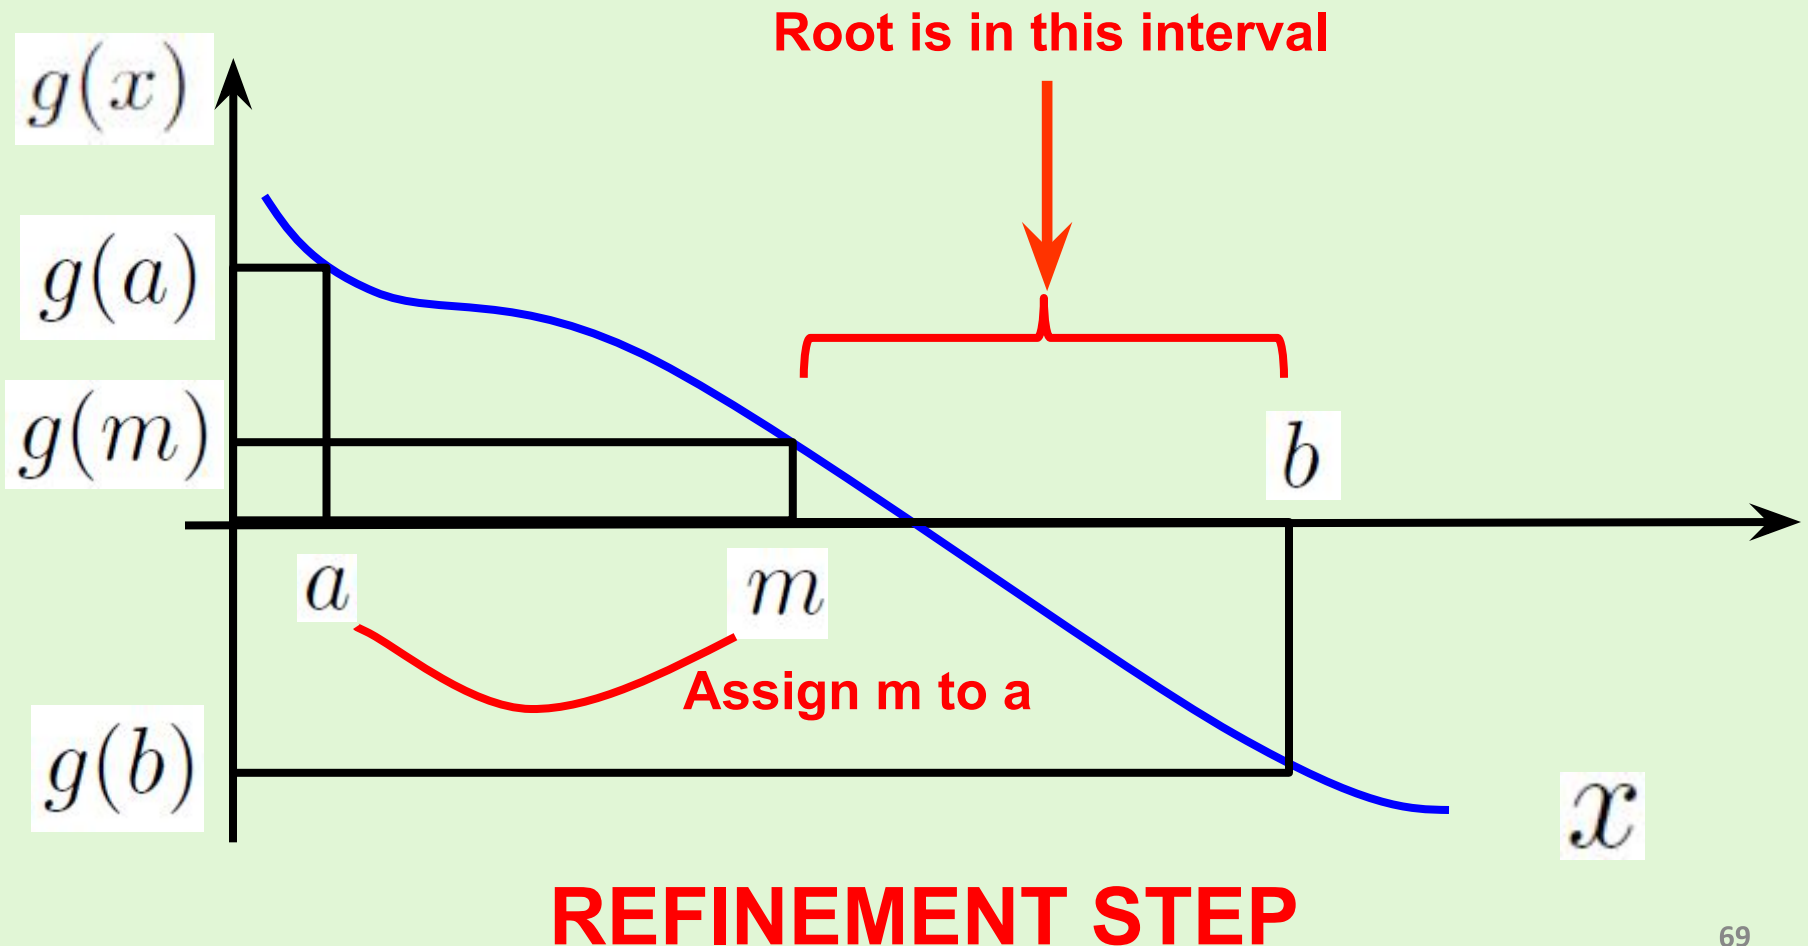 Root is in this interval
g(x)
g(a)
g(m)
b
a
m
Assign m to a
g(b)
x
REFINEMENT STEP
69